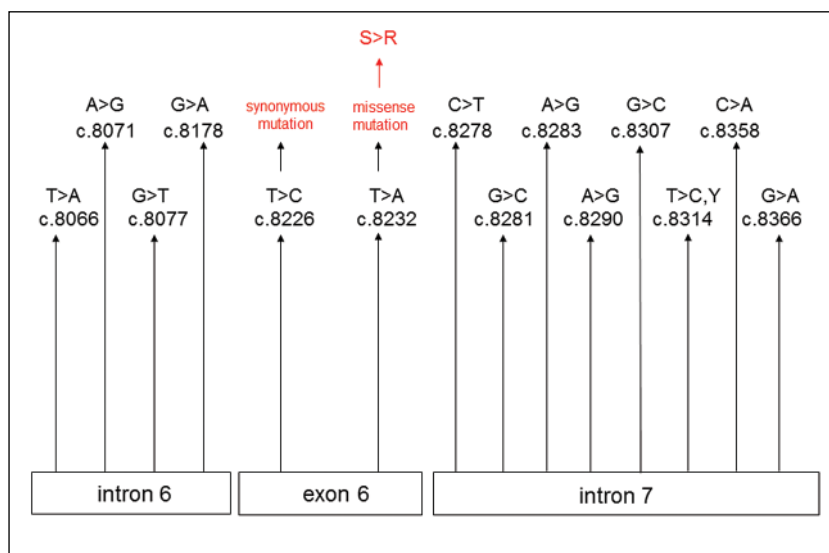 S>R
A>G
G>A
synonymous
mutation
missense
mutation
C>T
A>G
G>C
C>A
c.8071
c.8178
c.8278
c.8283
c.8307
c.8358
T>A
G>T
T>C
T>A
G>C
A>G
T>C,Y
G>A
c.8066
c.8077
c.8226
c.8232
c.8281
c.8290
c.8314
c.8366
intron 6
exon 6
intron 7